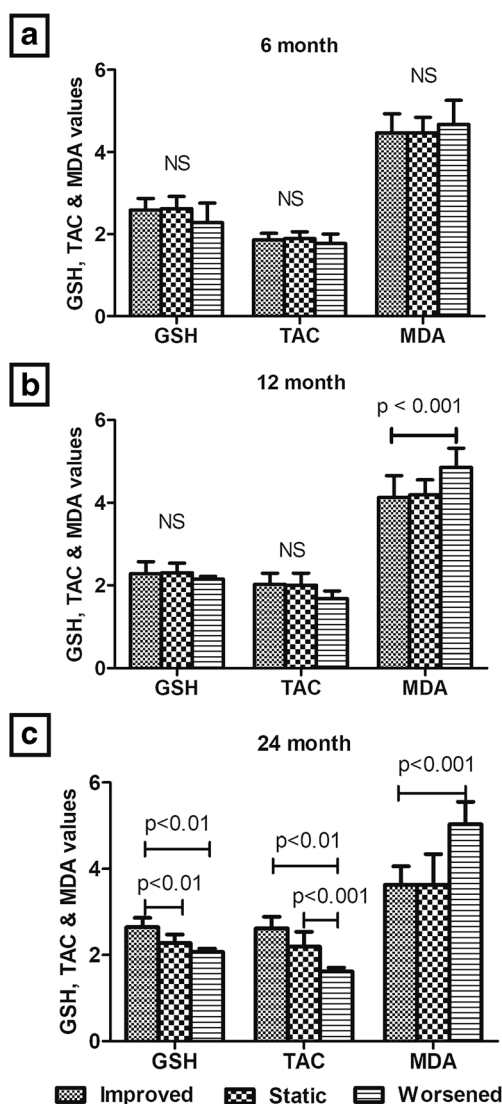 a
6 month
GSH, TAC & MDA values
6
4
2
0
NS
NS
NS
GSH TAC MDA
b
12 month
GSH, TAC & MDA values
6
4
2
0
NS
NS
p < 0.001
GSH TAC MDA
c
24 month
GSH, TAC & MDA values
6
4
2
0
p<0.01
p<0.01
p<0.01
p<0.001
p<0.001
GSH TAC MDA
Improved Static Worsened